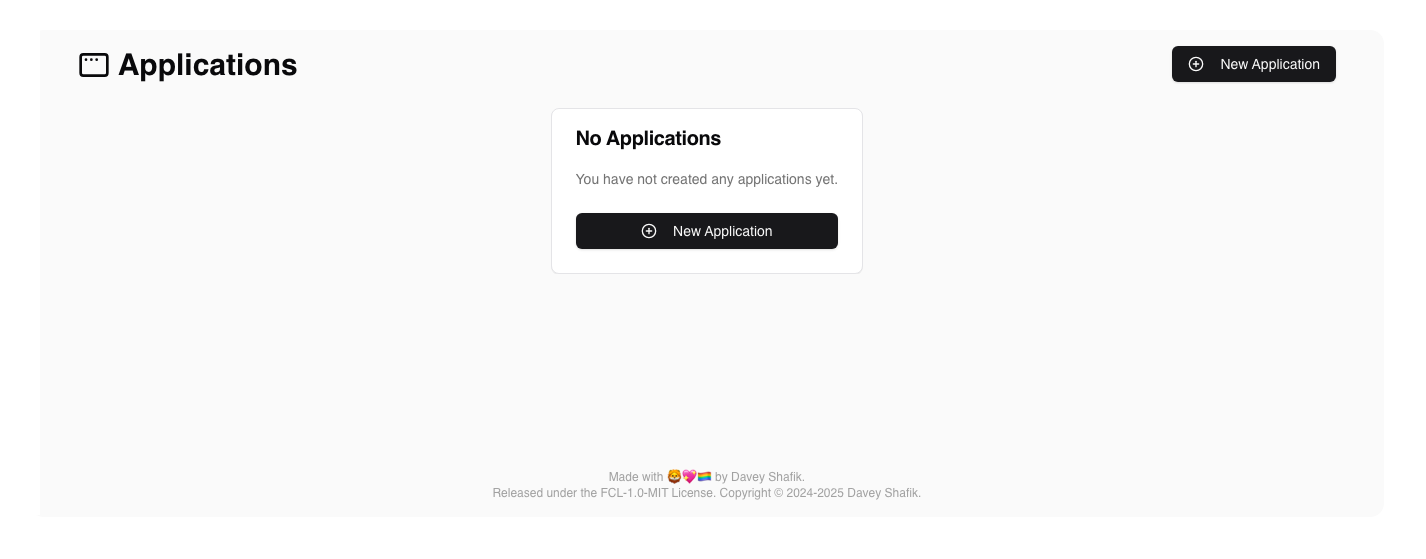 Applications
New Application
No Applications
You have not created any applications yet.
New Application
Made with 🦁💖🏳️‍🌈 by Davey Shafik.
Released under the FCL-1.0-MIT License. Copyright © 2024-2025 Davey Shafik.